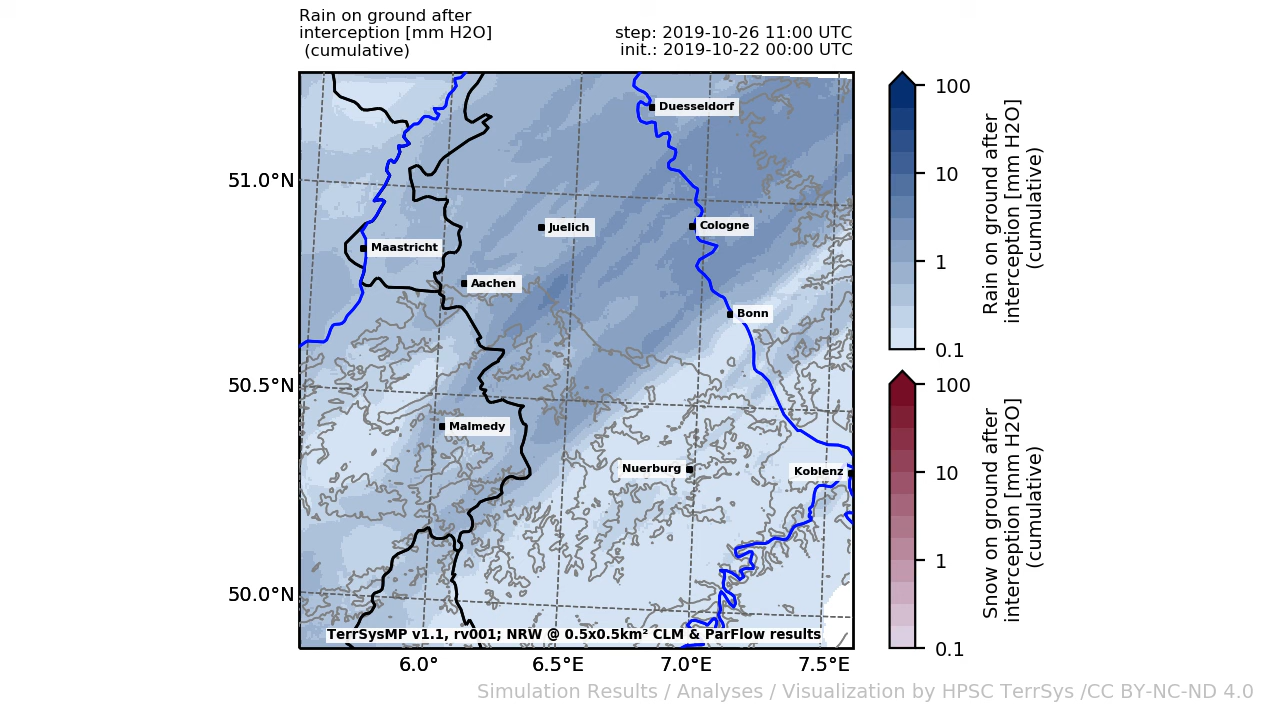 Rain on ground after
interception [mm H2O]
(cumulative)
step: 2019-10-26 11:00 UTC
init.: 2019-10-22 00:00 UTC
Duesseldorf
Cologne
Juelich
Maastricht
Aachen
Bonn
Malmedy
Nuerburg
Koblenz
51.0°N
50.5°N
50.0°N
6.0°
6.5°E
7.0°E
7.5°E
TerrSysMP v1.1, rv001; NRW @ 0.5x0.5km² CLM & ParFlow results
100
10
1
0.1
Rain on ground after
interception [mm H2O]
(cumulative)
100
10
1
0.1
Snow on ground after
interception [mm H2O]
(cumulative)
Simulation Results / Analyses / Visualization by HPSC TerrSys /CC BY-NC-ND 4.0